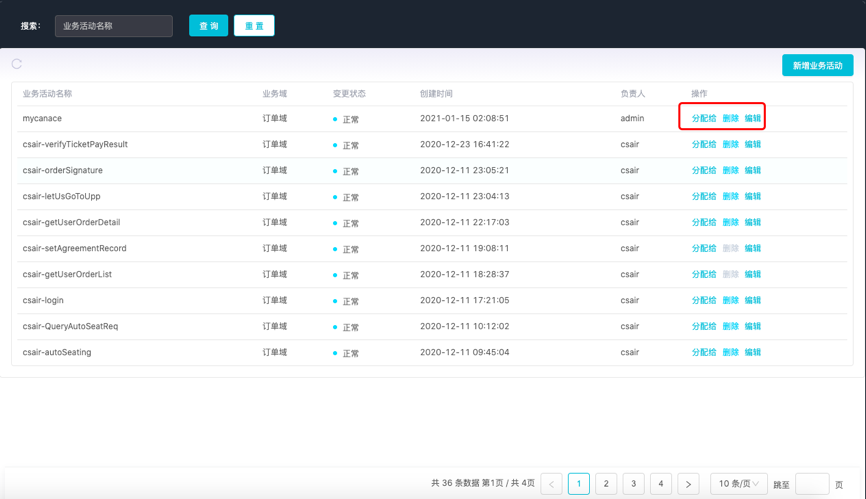 搜索： 业务活动名称 查 询 重 置
新增业务活动
业务活动名称 业务域 变更状态 创建时间 负责人 操作
mycanace 订单域 正常 2021-01-15 02:08:51 admin 分配给 删除 编辑
csair-verifyTicketPayResult 订单域 正常 2020-12-23 16:41:22 csair 分配给 删除 编辑
csair-orderSignature 订单域 正常 2020-12-11 23:05:21 csair 分配给 删除 编辑
csair-letUsGoToUpp 订单域 正常 2020-12-11 23:04:13 csair 分配给 删除 编辑
csair-getUserOrderDetail 订单域 正常 2020-12-11 22:17:03 csair 分配给 删除 编辑
csair-setAgreementRecord 订单域 正常 2020-12-11 19:08:11 csair 分配给 删除 编辑
csair-getUserOrderList 订单域 正常 2020-12-11 18:28:37 csair 分配给 删除 编辑
csair-login 订单域 正常 2020-12-11 17:21:05 csair 分配给 删除 编辑
csair-QueryAutoSeatReq 订单域 正常 2020-12-11 10:12:02 csair 分配给 删除 编辑
csair-autoSeating 订单域 正常 2020-12-11 09:45:04 csair 分配给 删除 编辑
共 36 条数据 第1页 / 共 4页 < 1 2 3 4 > 10 条/页 跳至 页